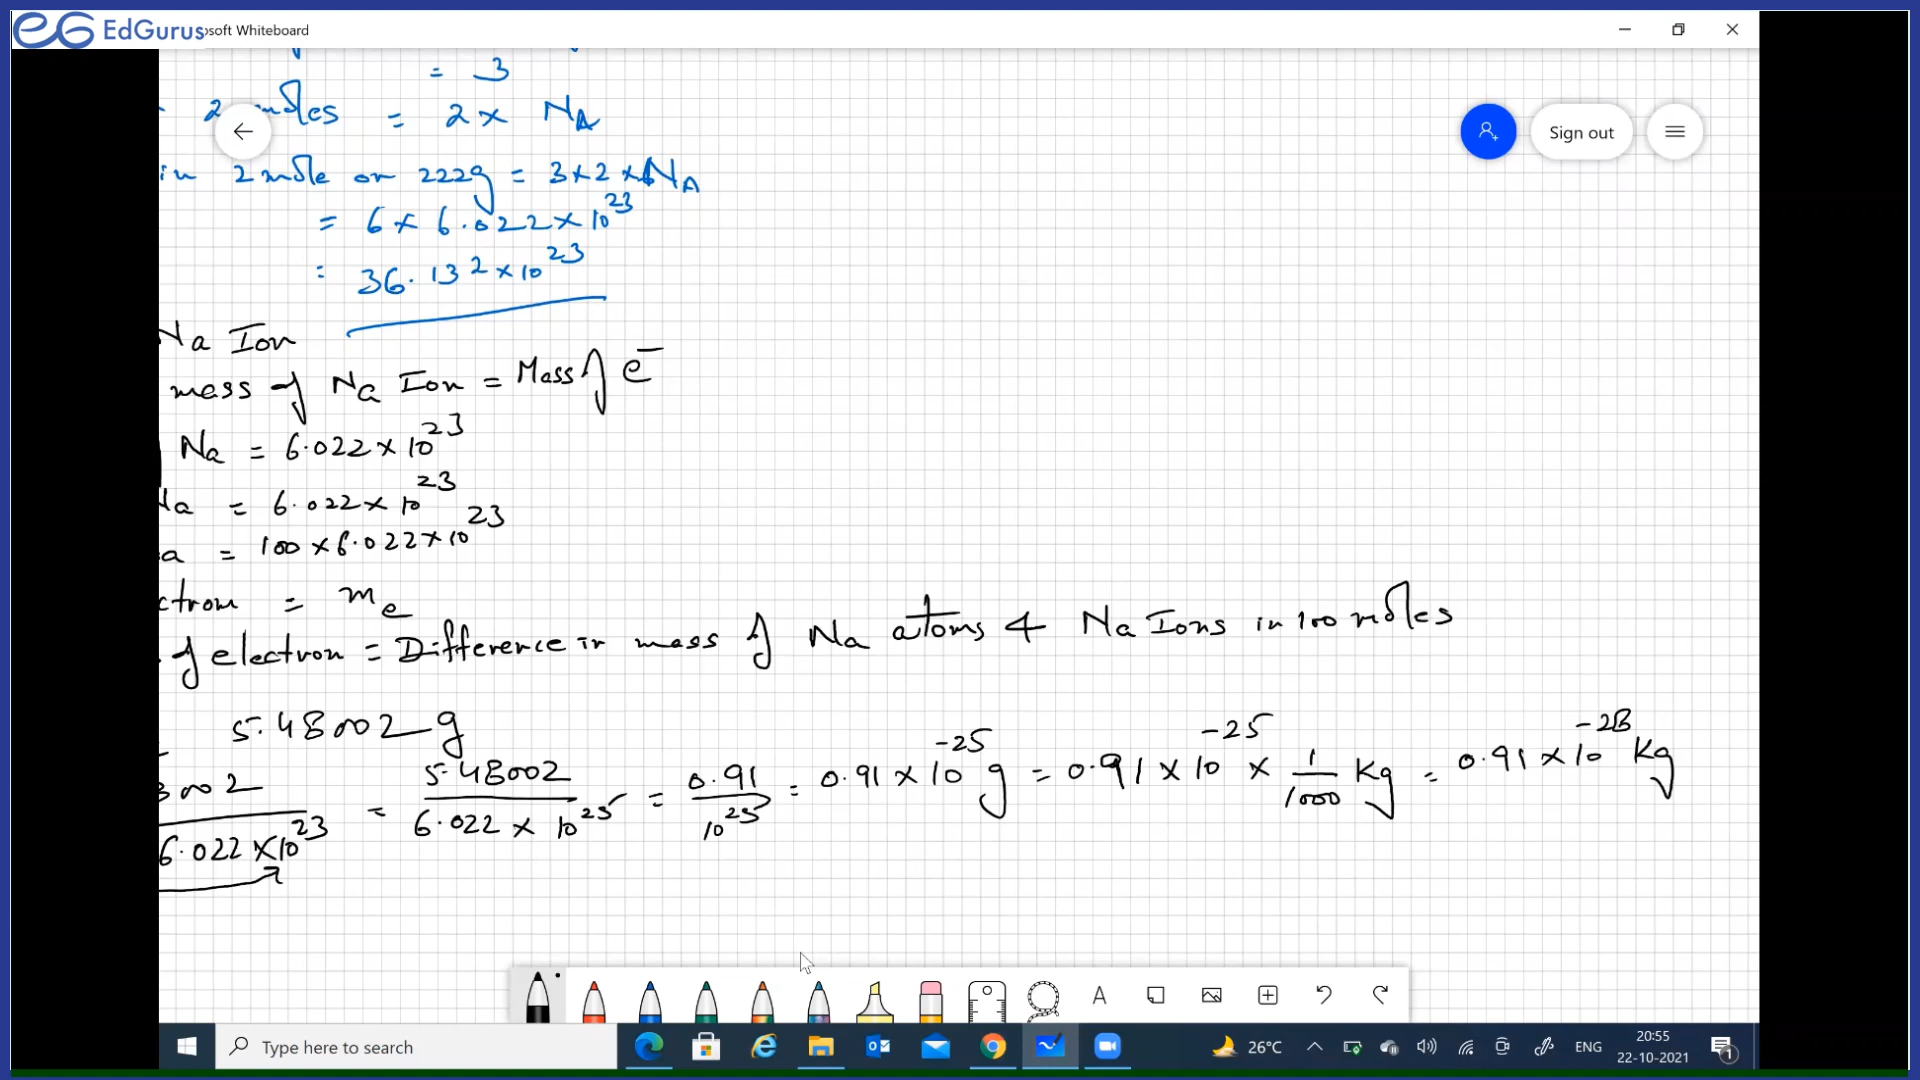 EdGurus
osoft Whiteboard
= 3
2 moles = 2 x NA
in 2 mole or 222g = 3 x 2 x NA
= 6 x 6.022 x 10^23
= 36.132 x 10^23
Na Ion
mass of Na Ion = Mass of e^-
Na = 6.022 x 10^23
Na = 6.022 x 10^23
a = 100 x 6.022 x 10^23
ctron = me
of electron = Difference in mass of Na atoms & Na Ions in 100 moles
5.48002 g
8002 / 6.022 x 10^23 = 5.48002 / 6.022 x 10^25 = 0.91 / 10^25 = 0.91 x 10^-25 g = 0.91 x 10^-25 x 1/1000 Kg = 0.91 x 10^-28 Kg
Sign out
A
Type here to search
26°C
ENG
20:55
22-10-2021
1